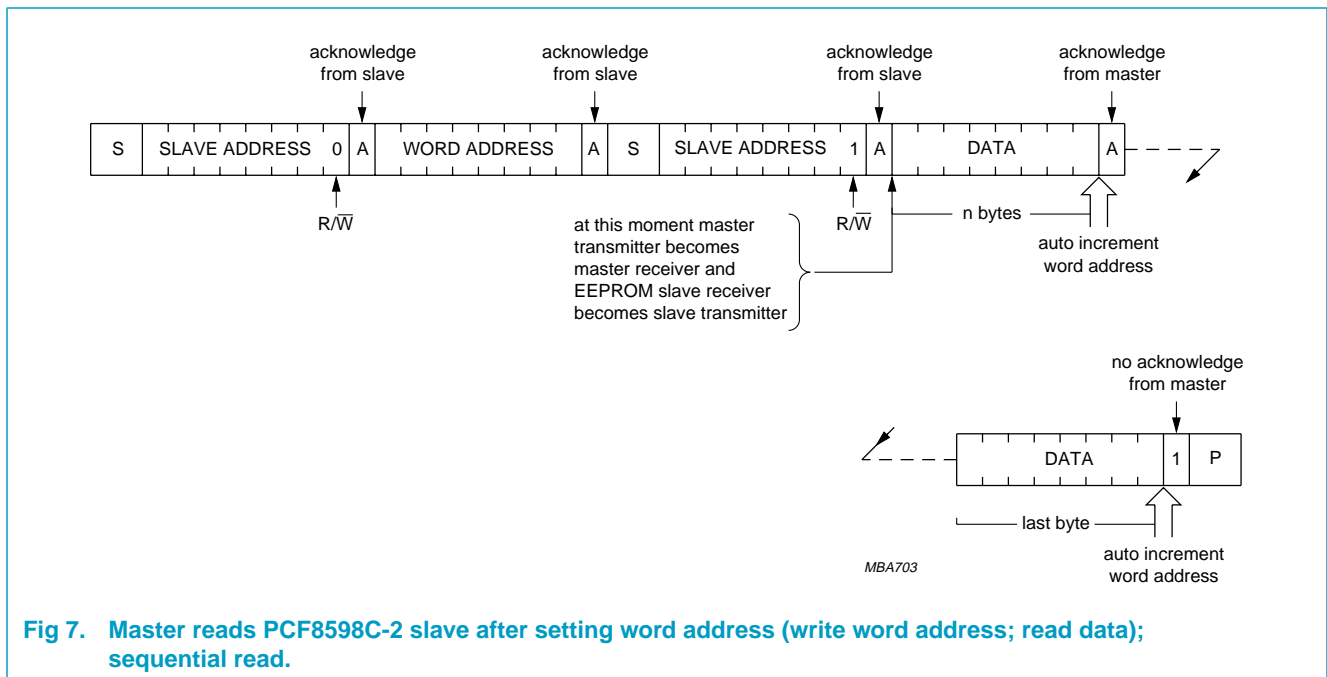 acknowledge
from slave
acknowledge
from slave
acknowledge
from slave
acknowledge
from master
S SLAVE ADDRESS 0 A WORD ADDRESS A S SLAVE ADDRESS 1 A DATA A
R/W̅
R/W̅
n bytes
at this moment master
transmitter becomes
master receiver and
EEPROM slave receiver
becomes slave transmitter
auto increment
word address
no acknowledge
from master
DATA 1 P
last byte
auto increment
word address
MBA703
Fig 7. Master reads PCF8598C-2 slave after setting word address (write word address; read data);
sequential read.